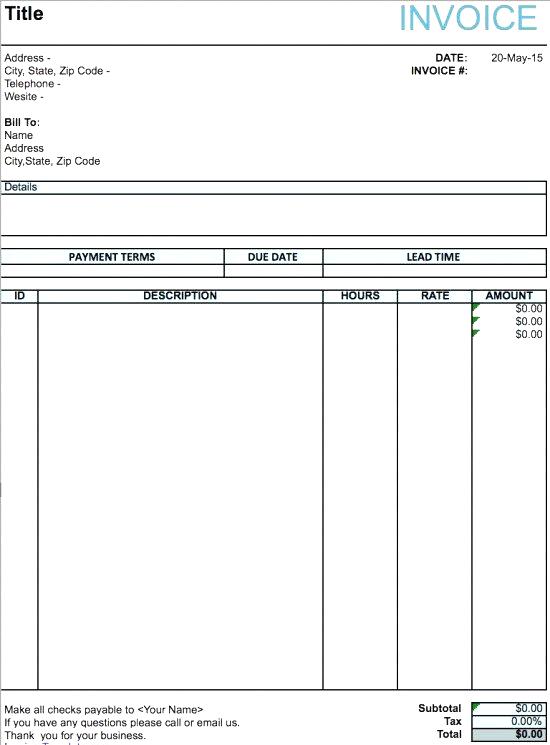 Title
INVOICE
Address -
City, State, Zip Code -
Telephone -
Wesite -
DATE: 20-May-15
INVOICE #:
Bill To:
Name
Address
City,State, Zip Code
Details
PAYMENT TERMS DUE DATE LEAD TIME
ID DESCRIPTION HOURS RATE AMOUNT
$0.00
$0.00
$0.00
Make all checks payable to <Your Name>
If you have any questions please call or email us.
Thank you for your business.
Subtotal $0.00
Tax 0.00%
Total $0.00